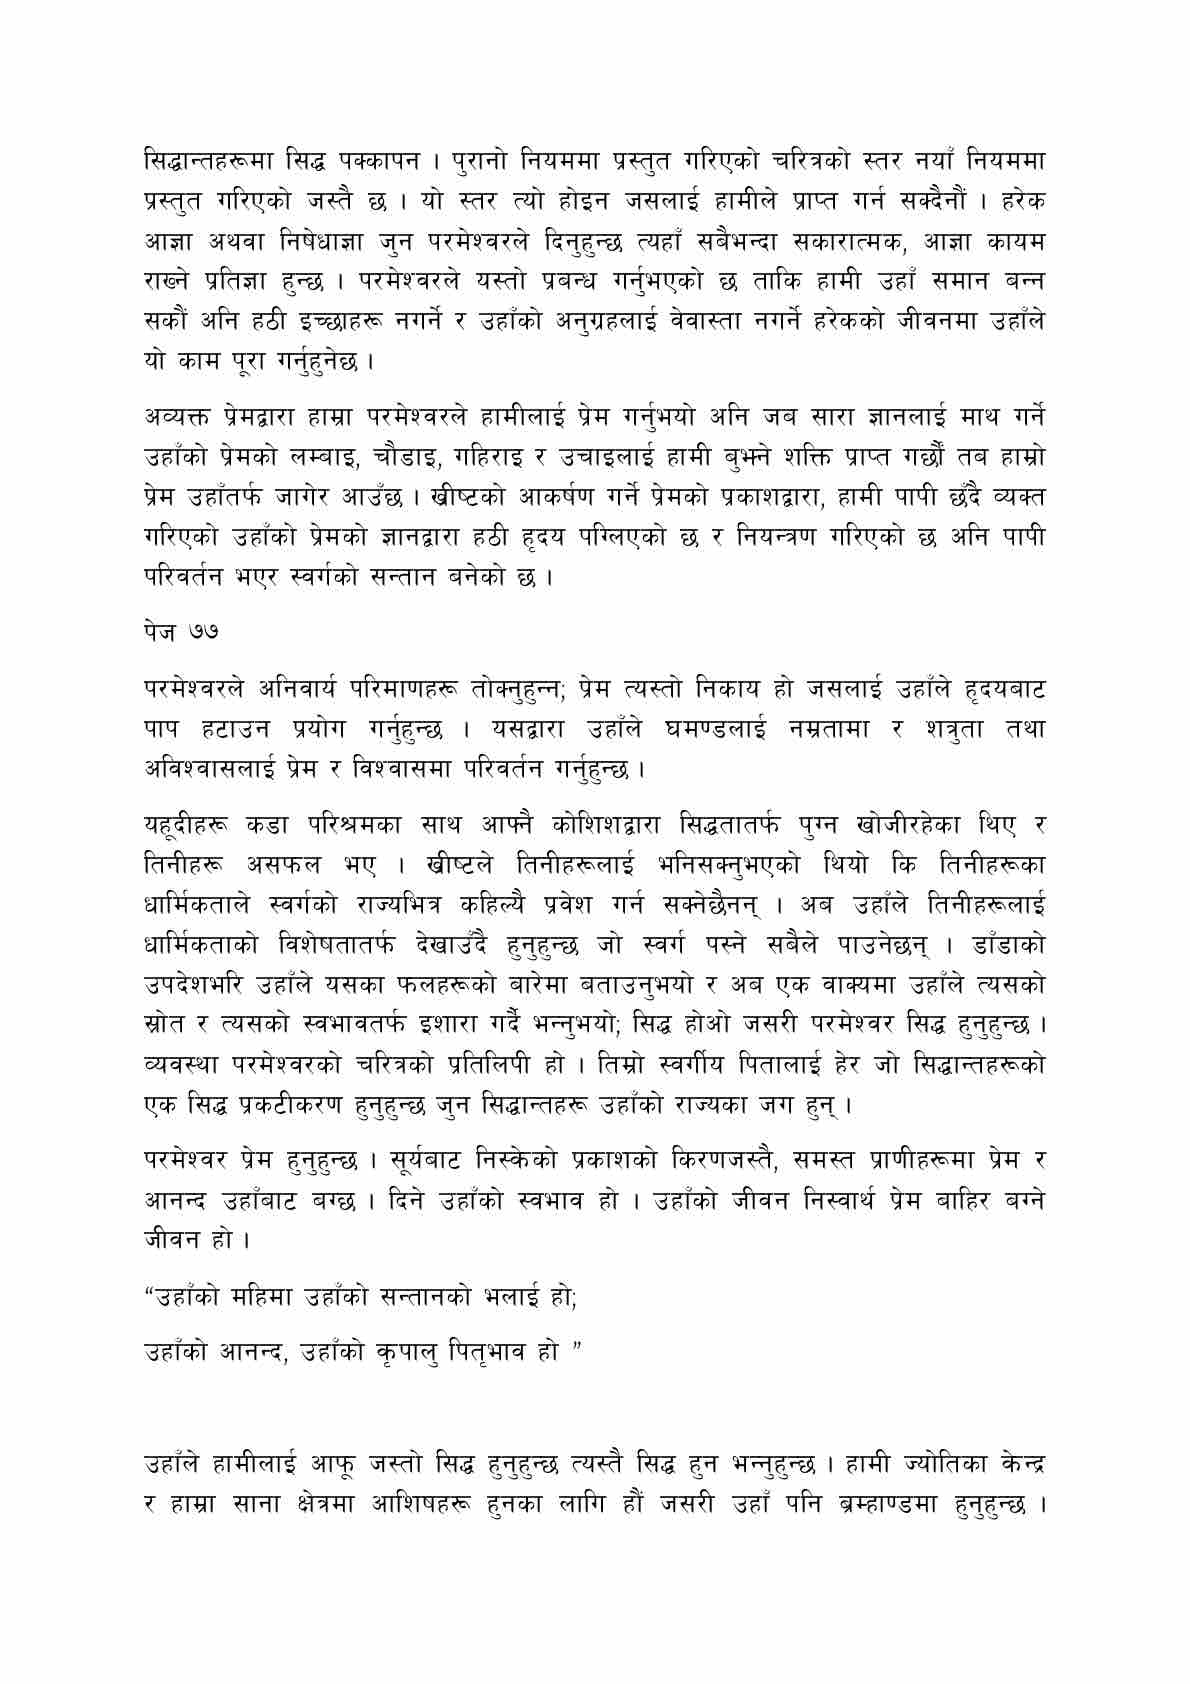 सिद्धान्तहरूमा सिद्ध पक्कापन । पुरानो नियममा प्रस्तुत गरिएको चरित्रको स्तर नयाँ नियममा
प्रस्तुत गरिएको जस्तै छ । यो स्तर त्यो होइन जसलाई हामीले प्राप्त गर्न सक्दैनौं । हरेक
आज्ञा अथवा निषेधाज्ञा जुन परमेश्वरले दिनुहुन्छ त्यहाँ सबैभन्दा सकारात्मक, आज्ञा कायम
राख्ने प्रतिज्ञा हुन्छ । परमेश्वरले यस्तो प्रबन्ध गर्नुभएको छ ताकि हामी उहाँ समान बन्न
सकौं अनि हठी इच्छाहरू नगर्ने र उहाँको अनुग्रहलाई वेवास्ता नगर्ने हरेकको जीवनमा उहाँले
यो काम पूरा गर्नुहुनेछ ।
अव्यक्त प्रेमद्वारा हाम्रा परमेश्वरले हामीलाई प्रेम गर्नुभयो अनि जब सारा ज्ञानलाई माथ गर्ने
उहाँको प्रेमको लम्बाइ, चौडाइ, गहिराइ र उचाइलाई हामी बुझ्ने शक्ति प्राप्त गर्छौं तब हाम्रो
प्रेम उहाँतर्फ जागेर आउँछ । ख्रीष्टको आकर्षण गर्ने प्रेमको प्रकाशद्वारा, हामी पापी छँदै व्यक्त
गरिएको उहाँको प्रेमको ज्ञानद्वारा हठी हृदय पग्लिएको छ र नियन्त्रण गरिएको छ अनि पापी
परिवर्तन भएर स्वर्गको सन्तान बनेको छ ।
पेज ७७
परमेश्वरले अनिवार्य परिमाणहरू तोक्नुहुन्न; प्रेम त्यस्तो निकाय हो जसलाई उहाँले हृदयबाट
पाप हटाउन प्रयोग गर्नुहुन्छ । यसद्वारा उहाँले घमण्डलाई नम्रतामा र शत्रुता तथा
अविश्वासलाई प्रेम र विश्वासमा परिवर्तन गर्नुहुन्छ ।
यहूदीहरू कडा परिश्रमका साथ आफ्नै कोशिशद्वारा सिद्धतातर्फ पुग्न खोजीरहेका थिए र
तिनीहरू असफल भए । ख्रीष्टले तिनीहरूलाई भनिसक्नुभएको थियो कि तिनीहरूका
धार्मिकताले स्वर्गको राज्यभित्र कहिल्यै प्रवेश गर्न सक्नेछैनन् । अब उहाँले तिनीहरूलाई
धार्मिकताको विशेषतातर्फ देखाउँदै हुनुहुन्छ जो स्वर्ग पस्ने सबैले पाउनेछन् । डाँडाको
उपदेशभरि उहाँले यसका फलहरूको बारेमा बताउनुभयो र अब एक वाक्यमा उहाँले त्यसको
स्रोत र त्यसको स्वभावतर्फ इशारा गर्दै भन्नुभयो; सिद्ध होओ जसरी परमेश्वर सिद्ध हुनुहुन्छ ।
व्यवस्था परमेश्वरको चरित्रको प्रतिलिपी हो । तिम्रो स्वर्गीय पितालाई हेर जो सिद्धान्तहरूको
एक सिद्ध प्रकटीकरण हुनुहुन्छ जुन सिद्धान्तहरू उहाँको राज्यका जग हुन् ।
परमेश्वर प्रेम हुनुहुन्छ । सूर्यबाट निस्केको प्रकाशको किरणजस्तै, समस्त प्राणीहरूमा प्रेम र
आनन्द उहाँबाट बग्छ । दिने उहाँको स्वभाव हो । उहाँको जीवन निस्वार्थ प्रेम बाहिर बग्ने
जीवन हो ।
“उहाँको महिमा उहाँको सन्तानको भलाई हो;
उहाँको आनन्द, उहाँको कृपालु पितृभाव हो ”
उहाँले हामीलाई आफू जस्तो सिद्ध हुनुहुन्छ त्यस्तै सिद्ध हुन भन्नुहुन्छ । हामी ज्योतिका केन्द्र
र हाम्रा साना क्षेत्रमा आशिषहरू हुनका लागि हौं जसरी उहाँ पनि ब्रम्हाण्डमा हुनुहुन्छ ।